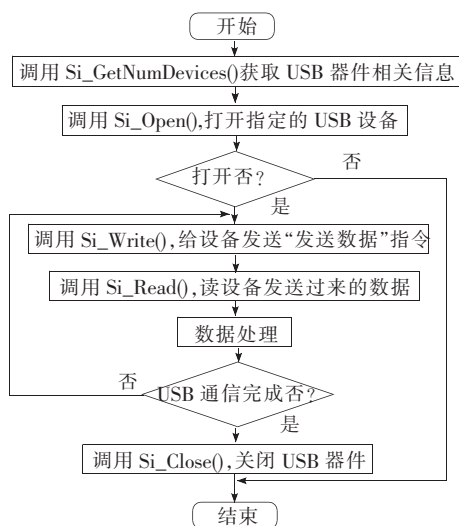 开始
调用 Si_GetNumDevices()获取 USB 器件相关信息
调用 Si_Open(),打开指定的 USB 设备
打开否?
否
是
调用 Si_Write(),给设备发送“发送数据”指令
调用 Si_Read(),读设备发送过来的数据
数据处理
否
USB 通信完成否?
是
调用 Si_Close(),关闭 USB 器件
结束